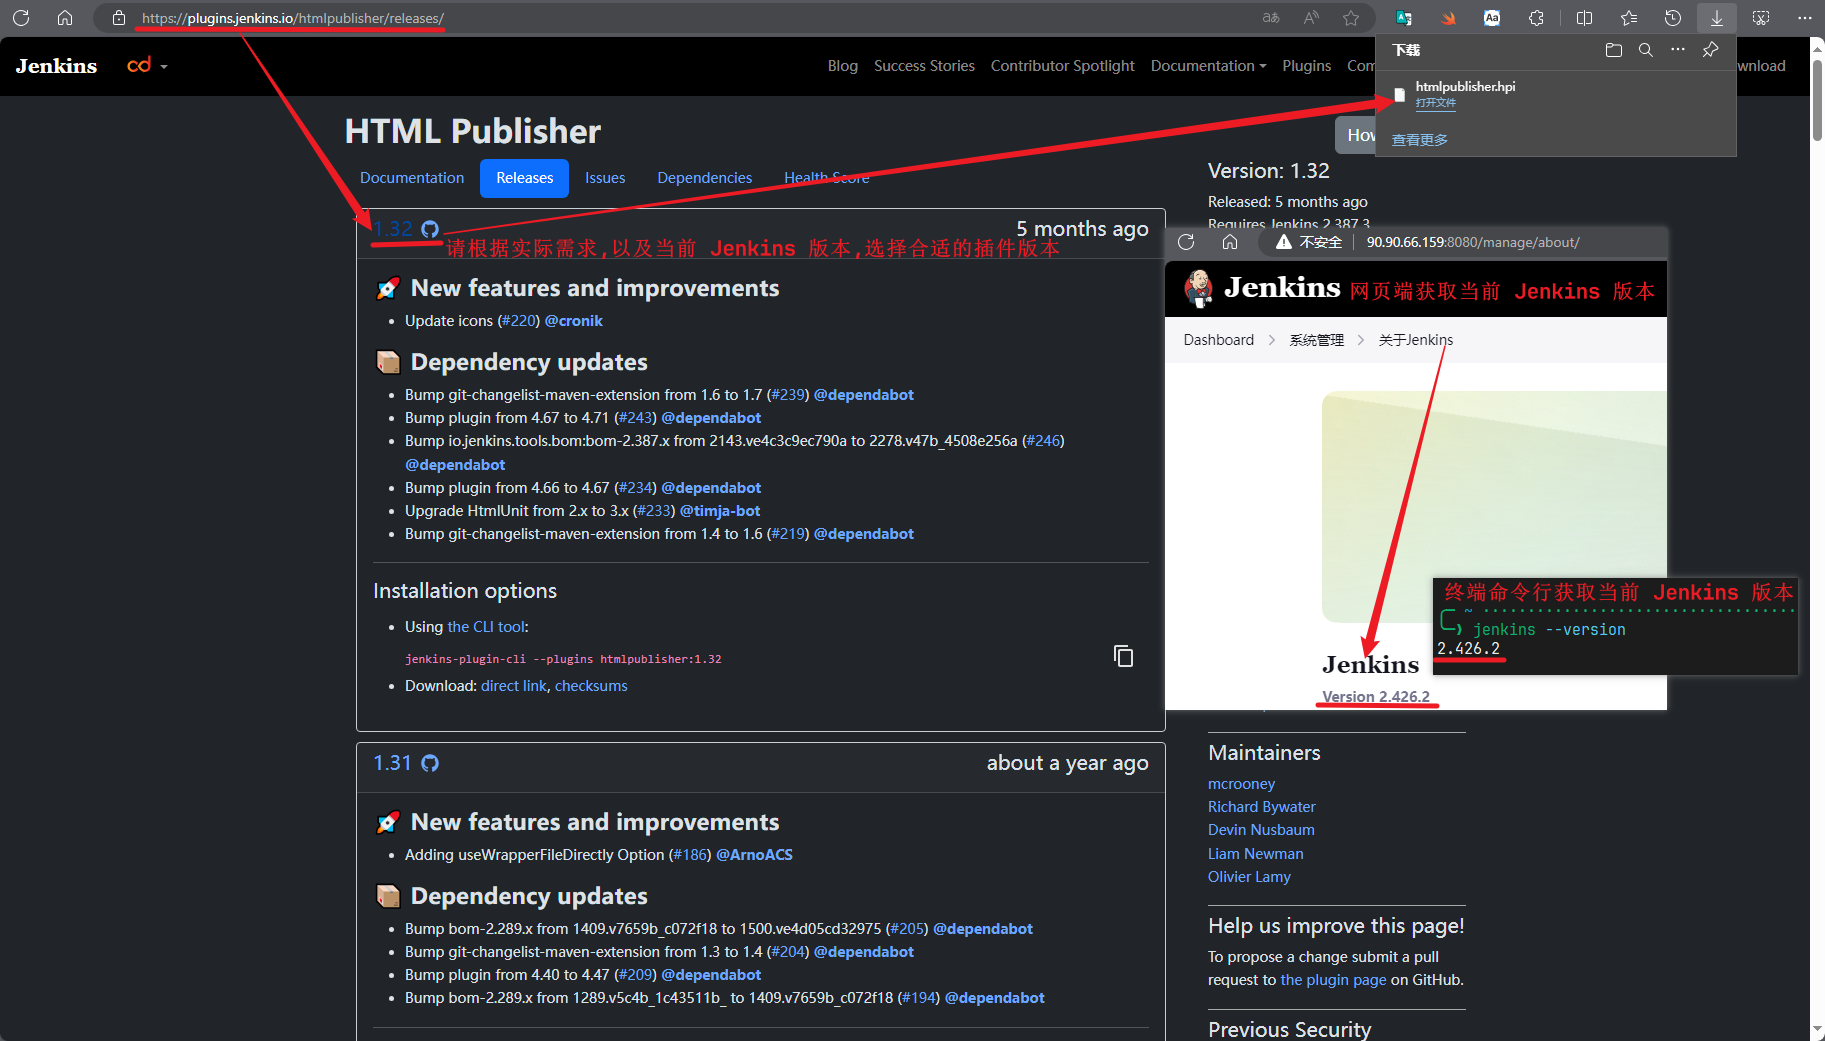 https://plugins.jenkins.io/htmlpublisher/releases/
Jenkins
cd
Blog Success Stories Contributor Spotlight Documentation Plugins Com
wnload
下载
htmlpublisher.hpi
打开文件
查看更多
HTML Publisher
How
Documentation Releases Issues Dependencies Health Score
1.32
5 months ago
请根据实际需求,以及当前 Jenkins 版本,选择合适的插件版本
🚀 New features and improvements
• Update icons (#220) @cronik
📦 Dependency updates
• Bump git-changelist-maven-extension from 1.6 to 1.7 (#239) @dependabot
• Bump plugin from 4.67 to 4.71 (#243) @dependabot
• Bump io.jenkins.tools.bom:bom-2.387.x from 2143.ve4c3c9ec790a to 2278.v47b_4508e256a (#246)
@dependabot
• Bump plugin from 4.66 to 4.67 (#234) @dependabot
• Upgrade HtmlUnit from 2.x to 3.x (#233) @timja-bot
• Bump git-changelist-maven-extension from 1.4 to 1.6 (#219) @dependabot
Installation options
• Using the CLI tool:
jenkins-plugin-cli --plugins htmlpublisher:1.32
• Download: direct link, checksums
1.31
about a year ago
🚀 New features and improvements
• Adding useWrapperFileDirectly Option (#186) @ArnoACS
📦 Dependency updates
• Bump bom-2.289.x from 1409.v7659b_c072f18 to 1500.ve4d05cd32975 (#205) @dependabot
• Bump git-changelist-maven-extension from 1.3 to 1.4 (#204) @dependabot
• Bump plugin from 4.40 to 4.47 (#209) @dependabot
• Bump bom-2.289.x from 1289.v5c4b_1c43511b_ to 1409.v7659b_c072f18 (#194) @dependabot
Version: 1.32
Released: 5 months ago
Requires Jenkins 2.387.3
不安全 90.90.66.159:8080/manage/about/
Jenkins
网页端获取当前 Jenkins 版本
Dashboard > 系统管理 > 关于Jenkins
Jenkins
Version 2.426.2
终端命令行获取当前 Jenkins 版本
~
jenkins --version
2.426.2
Maintainers
mcrooney
Richard Bywater
Devin Nusbaum
Liam Newman
Olivier Lamy
Help us improve this page!
To propose a change submit a pull
request to the plugin page on GitHub.
Previous Security